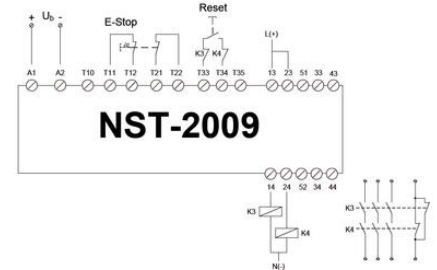 Reset
+ Ub -
E-Stop
L(+)
K3 K4
A1 A2 T10 T11 T12 T21 T22 T33 T34 T35 13 23 51 33 43
NST-2009
14 24 52 34 44
K3
K4
N(-)
K3
K4